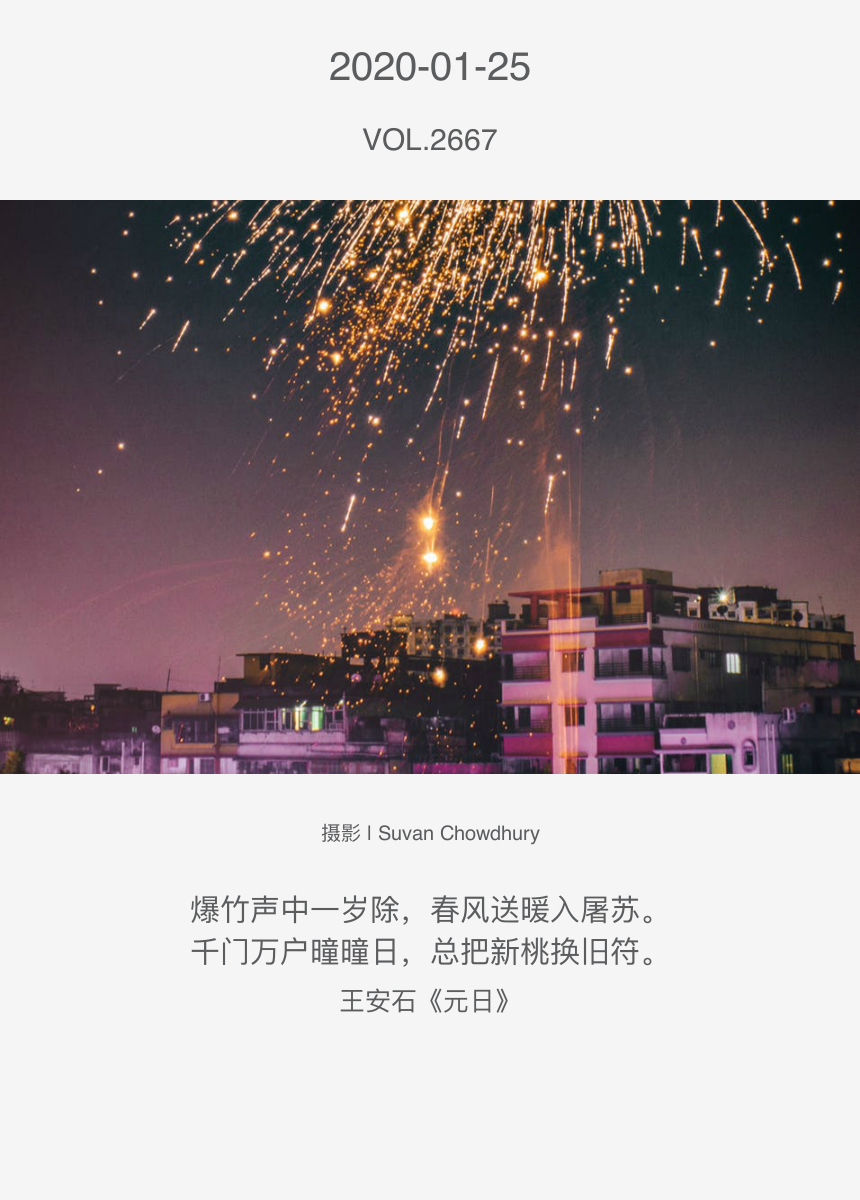 2020-01-25
VOL.2667
摄影 l Suvan Chowdhury
爆竹声中一岁除，春风送暖入屠苏。
千门万户曈曈日，总把新桃换旧符。
王安石《元日》